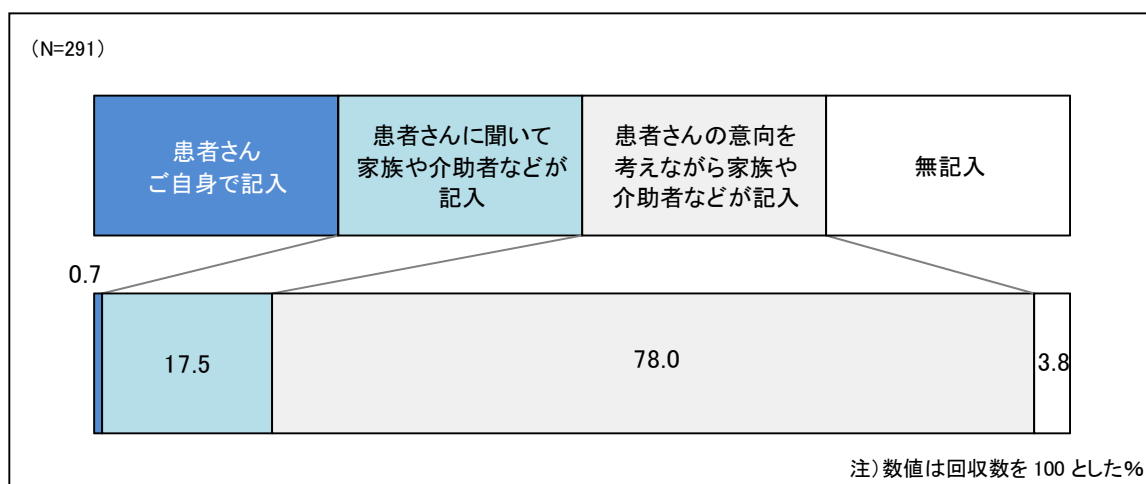 (N=291)
患者さん
ご自身で記入
患者さんに聞いて
家族や介助者などが
記入
患者さんの意向を
考えながら家族や
介助者などが記入
無記入
0.7
17.5
78.0
3.8
注)数値は回収数を 100 とした%